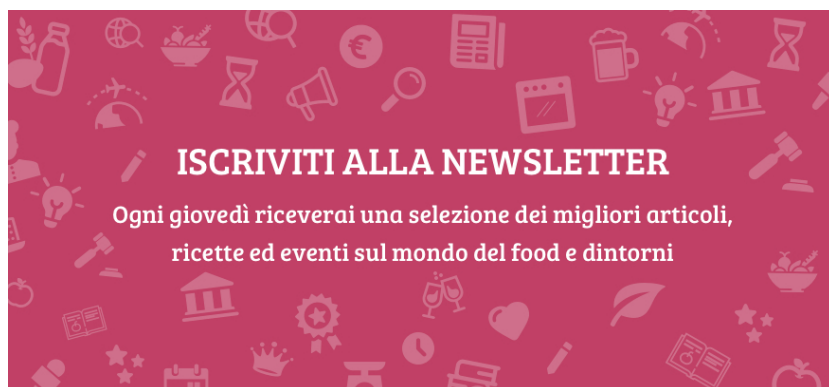 ISCRIVITI ALLA NEWSLETTER
Ogni giovedì riceverai una selezione dei migliori articoli,
ricette ed eventi sul mondo del food e dintorni